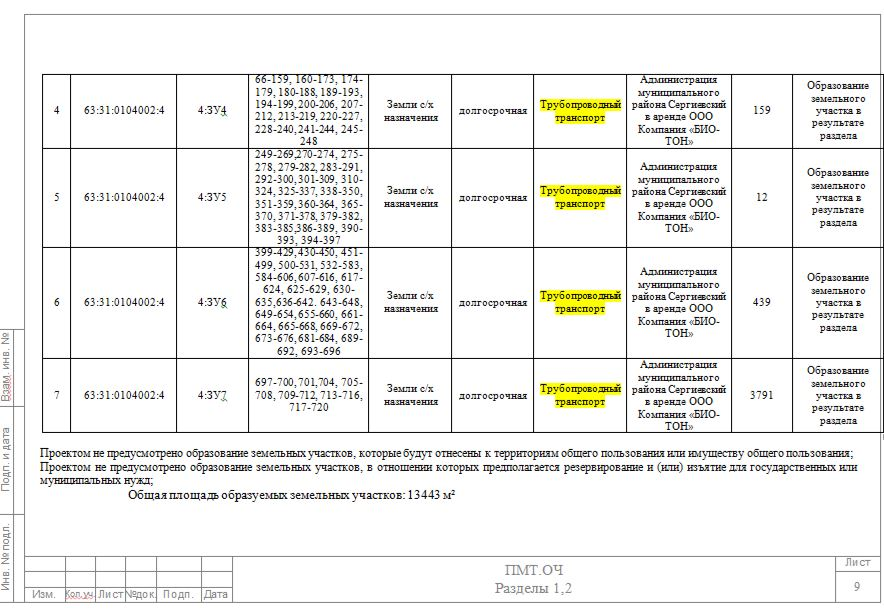 4
63:31:0104002:4
4:ЗУ4
66-159, 160-173, 174-
179, 180-188, 189-193,
194-199, 200-206, 207-
212, 213-219, 220-227,
228-240, 241-244, 245-
248
Земли с/х
назначения
долгосрочная
Трубопроводный
транспорт
Администрация
муниципального
района Сергиевский
в аренде ООО
Компания «БИО-
ТОН»
159
Образование
земельного
участка в
результате
раздела
5
63:31:0104002:4
4:ЗУ5
249-269,270-274, 275-
278, 279-282, 283-291,
292-300, 301-309, 310-
324, 325-337, 338-350,
351-359, 360-364, 365-
370, 371-378, 379-382,
383-385,386-389, 390-
393, 394-397
Земли с/х
назначения
долгосрочная
Трубопроводный
транспорт
Администрация
муниципального
района Сергиевский
в аренде ООО
Компания «БИО-
ТОН»
12
Образование
земельного
участка в
результате
раздела
6
63:31:0104002:4
4:ЗУ6
399-429,430-450, 451-
499, 500-531, 532-583,
584-606, 607-616, 617-
624, 625-629, 630-
635,636-642. 643-648,
649-654, 655-660, 661-
664, 665-668, 669-672,
673-676, 681-684, 689-
692, 693-696
Земли с/х
назначения
долгосрочная
Трубопроводный
транспорт
Администрация
муниципального
района Сергиевский
в аренде ООО
Компания «БИО-
ТОН»
439
Образование
земельного
участка в
результате
раздела
7
63:31:0104002:4
4:ЗУ7
697-700, 701,704, 705-
708, 709-712, 713-716,
717-720
Земли с/х
назначения
долгосрочная
Трубопроводный
транспорт
Администрация
муниципального
района Сергиевский
в аренде ООО
Компания «БИО-
ТОН»
3791
Образование
земельного
участка в
результате
раздела
Проектом не предусмотрено образование земельных участков, которые будут отнесены к территориям общего пользования или имуществу общего пользования;
Проектом не предусмотрено образование земельных участков, в отношении которых предполагается резервирование и (или) изъятие для государственных или
муниципальных нужд;
Общая площадь образуемых земельных участков: 13443 м²
Взам. инв. №
Подп. и дата
Инв. № подл.
Изм.
Кол.уч.
Лист
№док.
Подп.
Дата
ПМТ.ОЧ
Разделы 1,2
Лист
9